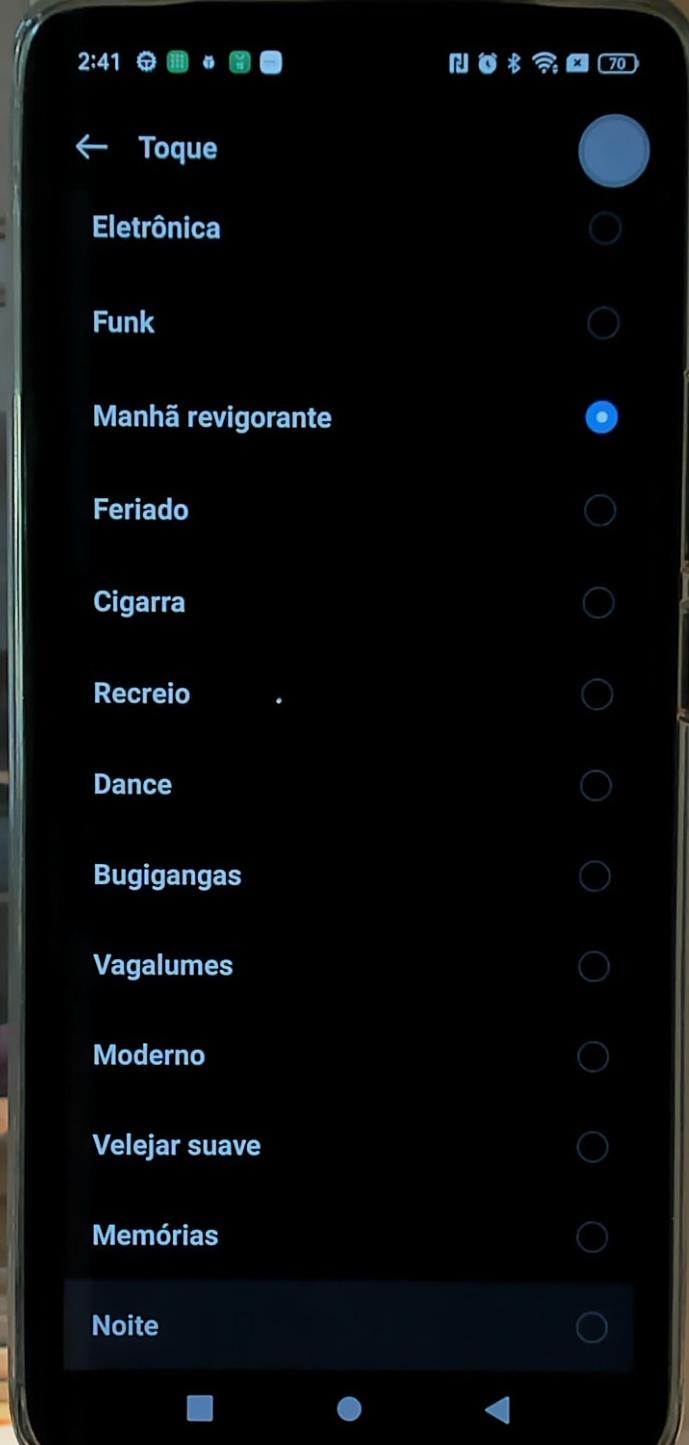 2:41
70
Toque
Eletrônica
Funk
Manhã revigorante
Feriado
Cigarra
Recreio
Dance
Bugigangas
Vagalumes
Moderno
Velejar suave
Memórias
Noite